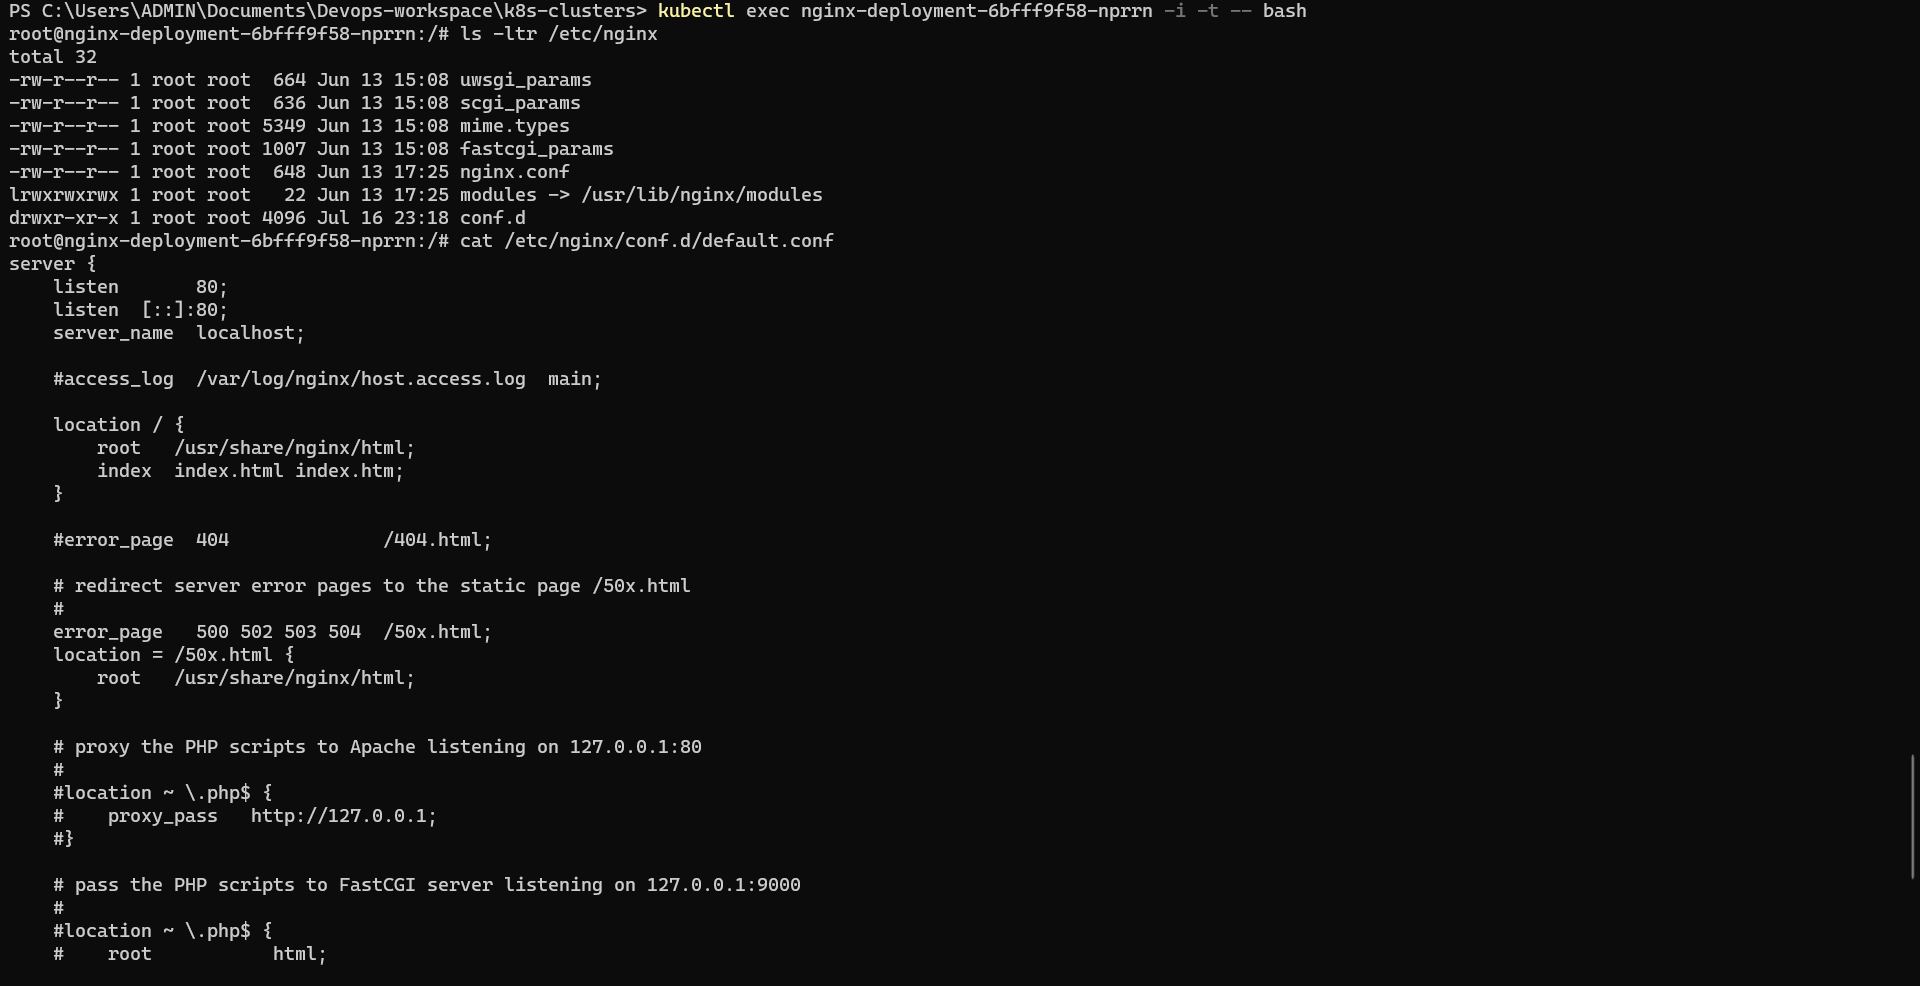 PS C:\Users\ADMIN\Documents\Devops-workspace\k8s-clusters> kubectl exec nginx-deployment-6bfff9f58-nprrn -i -t -- bash
root@nginx-deployment-6bfff9f58-nprrn:/# ls -ltr /etc/nginx
total 32
-rw-r--r-- 1 root root  664 Jun 13 15:08 uwsgi_params
-rw-r--r-- 1 root root  636 Jun 13 15:08 scgi_params
-rw-r--r-- 1 root root 5349 Jun 13 15:08 mime.types
-rw-r--r-- 1 root root 1007 Jun 13 15:08 fastcgi_params
-rw-r--r-- 1 root root  648 Jun 13 17:25 nginx.conf
lrwxrwxrwx 1 root root   22 Jun 13 17:25 modules -> /usr/lib/nginx/modules
drwxr-xr-x 1 root root 4096 Jul 16 23:18 conf.d
root@nginx-deployment-6bfff9f58-nprrn:/# cat /etc/nginx/conf.d/default.conf
server {
    listen       80;
    listen  [::]:80;
    server_name  localhost;

    #access_log  /var/log/nginx/host.access.log  main;

    location / {
        root   /usr/share/nginx/html;
        index  index.html index.htm;
    }

    #error_page  404              /404.html;

    # redirect server error pages to the static page /50x.html
    #
    error_page   500 502 503 504  /50x.html;
    location = /50x.html {
        root   /usr/share/nginx/html;
    }

    # proxy the PHP scripts to Apache listening on 127.0.0.1:80
    #
    #location ~ \.php$ {
    #    proxy_pass   http://127.0.0.1;
    #}

    # pass the PHP scripts to FastCGI server listening on 127.0.0.1:9000
    #
    #location ~ \.php$ {
    #    root           html;